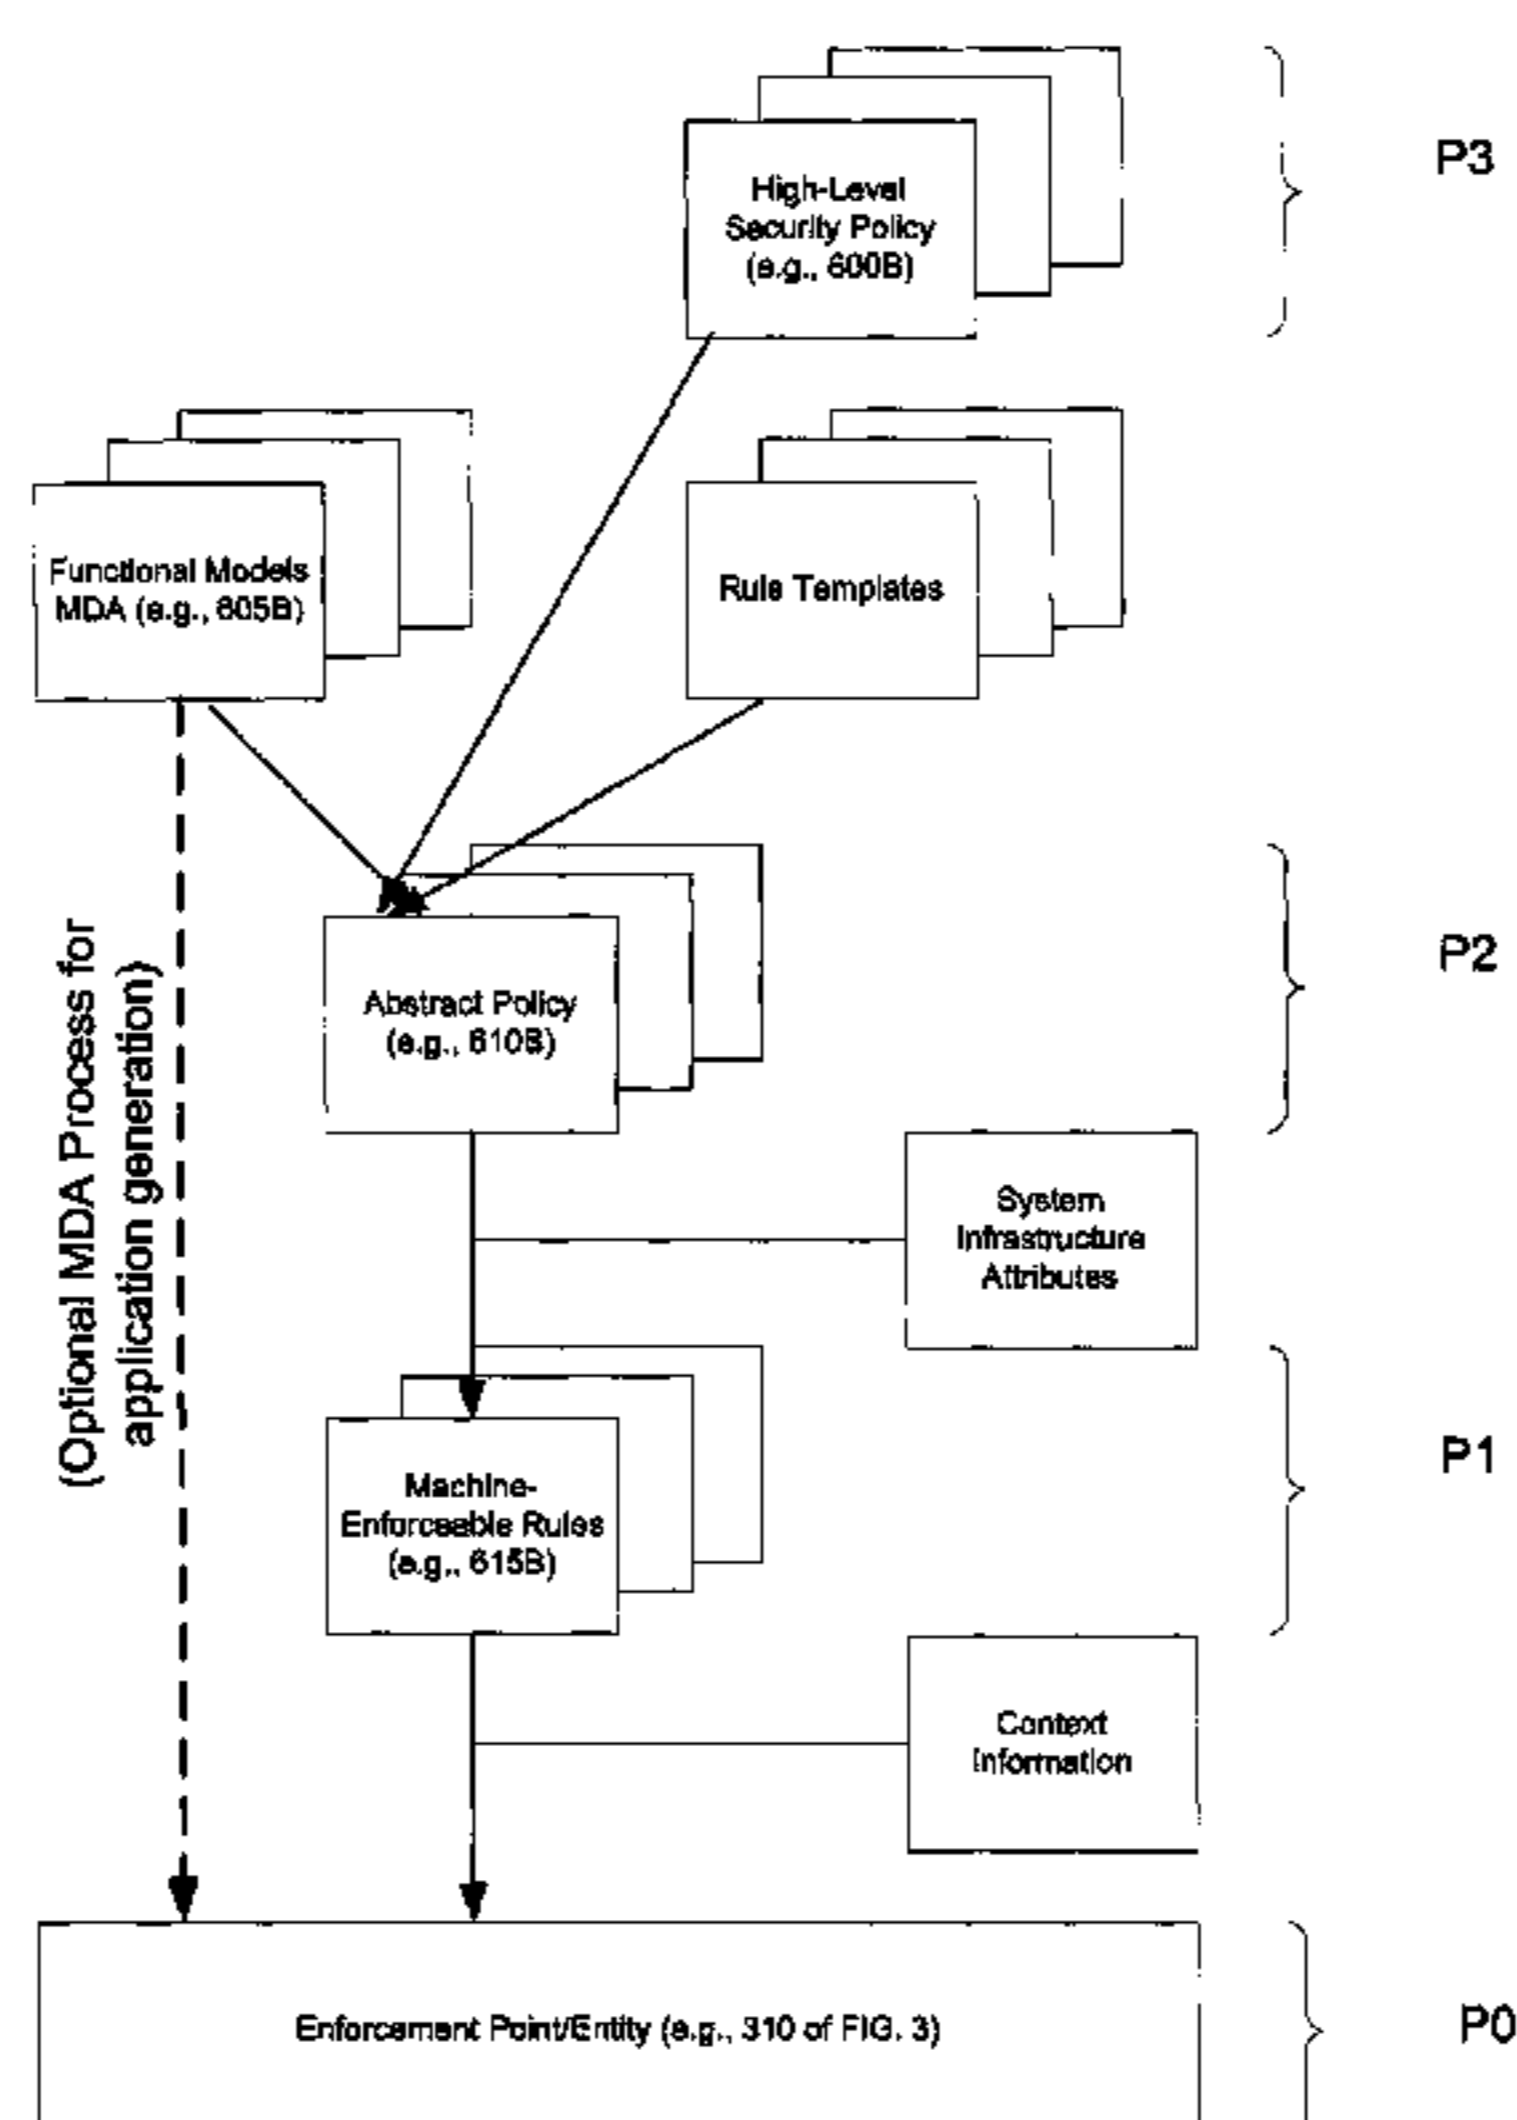 P3
High-Level
Security Policy
(e.g., 600B)
Functional Models
MDA (e.g., 605B)
Rule Templates
P2
Abstract Policy
(e.g., 610B)
(Optional MDA Process for
application generation)
System
Infrastructure
Attributes
P1
Machine-
Enforceable Rules
(e.g., 615B)
Context
Information
Enforcement Point/Entity (e.g., 310 of FIG. 3)
P0